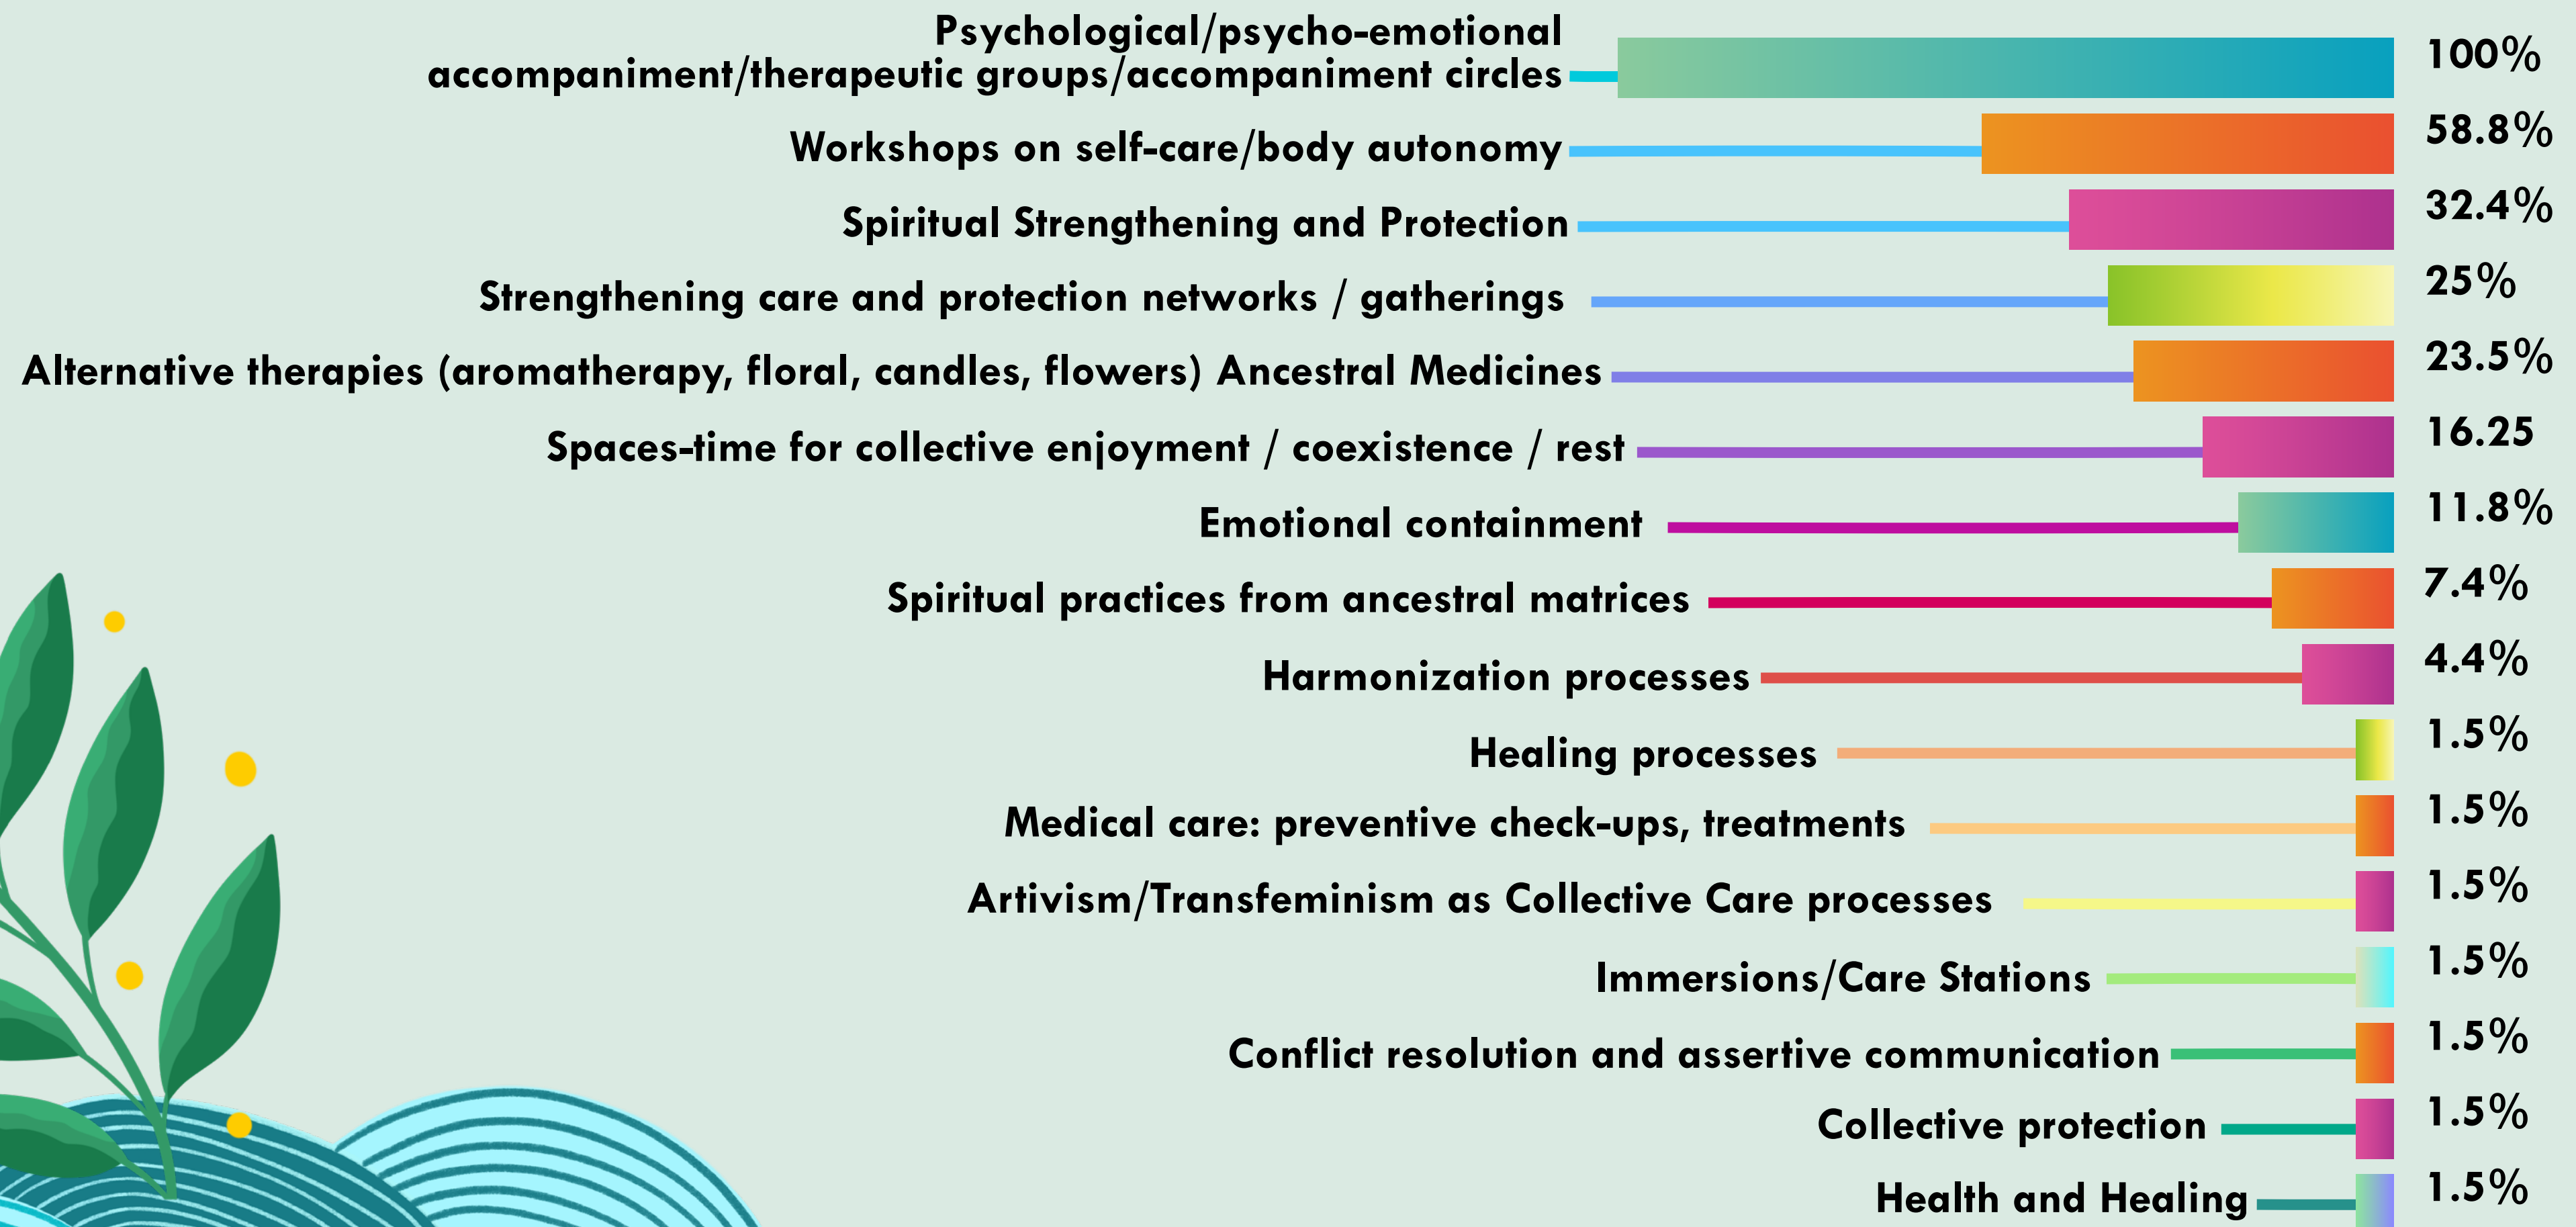 Psychological/psycho-emotional
accompaniment/therapeutic groups/accompaniment circles
100%
Workshops on self-care/body autonomy
58.8%
Spiritual Strengthening and Protection
32.4%
Strengthening care and protection networks / gatherings
25%
Alternative therapies (aromatherapy, floral, candles, flowers) Ancestral Medicines
23.5%
Spaces-time for collective enjoyment / coexistence / rest
16.25
Emotional containment
11.8%
Spiritual practices from ancestral matrices
7.4%
Harmonization processes
4.4%
Healing processes
1.5%
Medical care: preventive check-ups, treatments
1.5%
Artivism/Transfeminism as Collective Care processes
1.5%
Immersions/Care Stations
1.5%
Conflict resolution and assertive communication
1.5%
Collective protection
1.5%
Health and Healing
1.5%